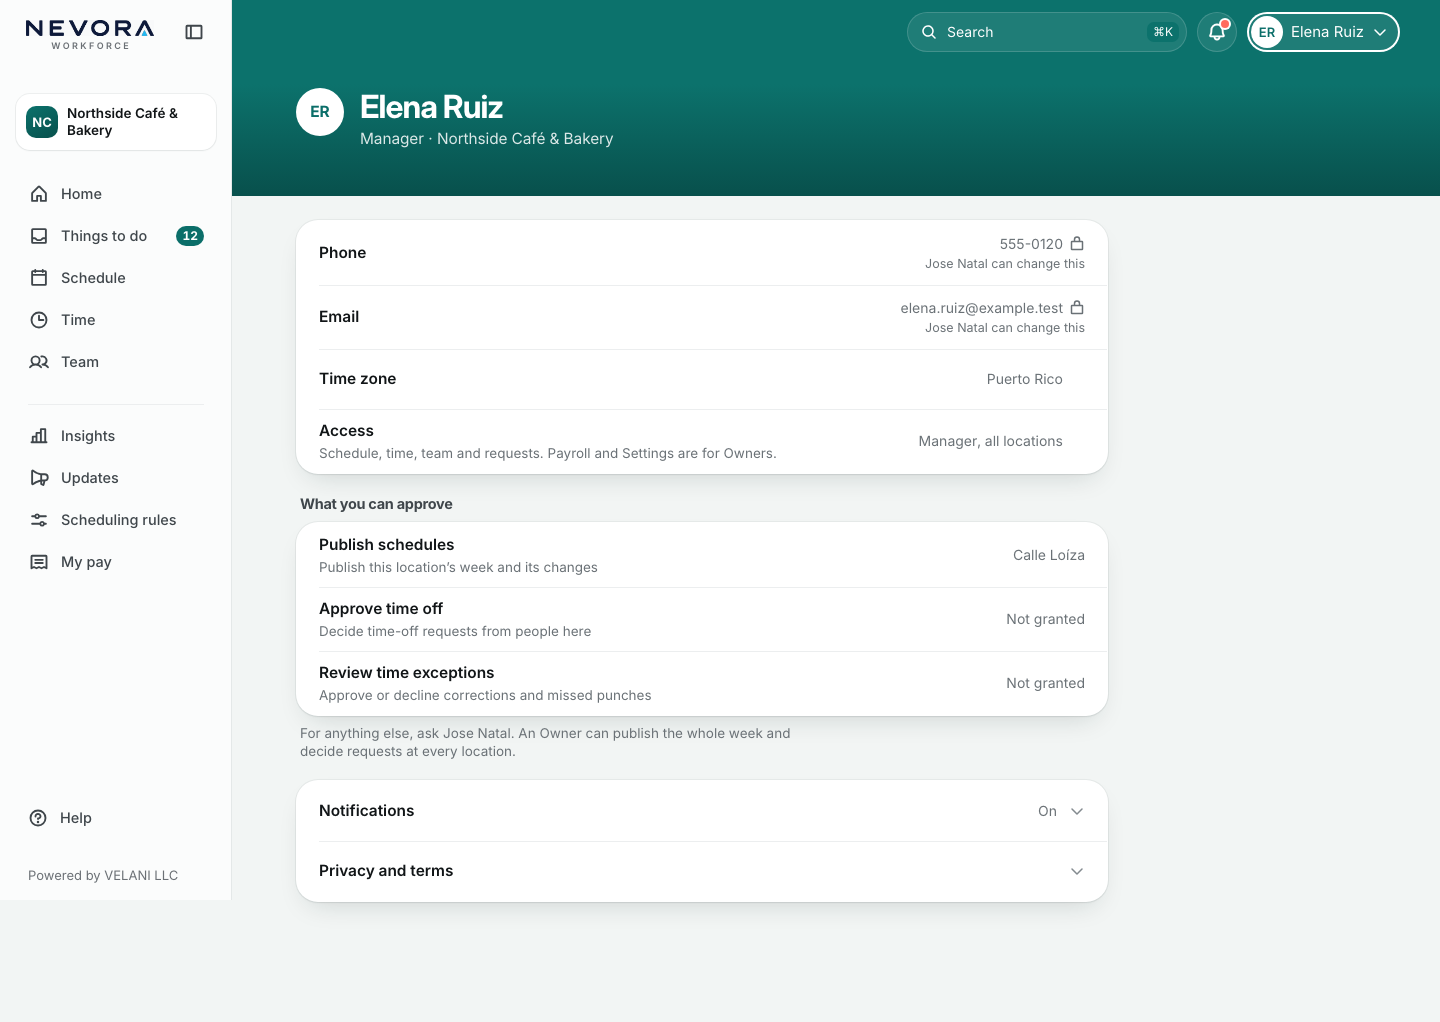 NEVORA
WORKFORCE
Search
⌘K
ER
Elena Ruiz
NC
Northside Café &
Bakery
Home
Things to do
12
Schedule
Time
Team
Insights
Updates
Scheduling rules
My pay
Help
Powered by VELANI LLC
ER
Elena Ruiz
Manager · Northside Café & Bakery
Phone
555-0120
Jose Natal can change this
Email
elena.ruiz@example.test
Jose Natal can change this
Time zone
Puerto Rico
Access
Schedule, time, team and requests. Payroll and Settings are for Owners.
Manager, all locations
What you can approve
Publish schedules
Publish this location’s week and its changes
Calle Loíza
Approve time off
Decide time-off requests from people here
Not granted
Review time exceptions
Approve or decline corrections and missed punches
Not granted
For anything else, ask Jose Natal. An Owner can publish the whole week and
decide requests at every location.
Notifications
On
Privacy and terms